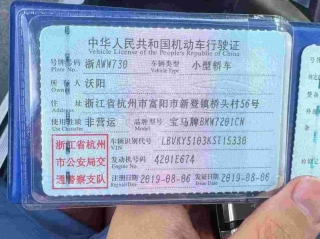 中华人民共和国机动车行驶证
Vehicle License of the People's Republic of China
号牌号码 浙AWW730 车辆类型 小型轿车
Plate No. Vehicle Type
所有人 沃阳
Owner
住址 浙江省杭州市富阳市新登镇桥头村56号
Address
使用性质 非营运 品牌型号 宝马牌BMW7201CN
Use Character Model
浙江省杭州
市公安局交
通警察支队
车辆识别代号 LBVKY5103KST15336
VIN
发动机号码 4201E674
Engine No.
注册日期 2019-08-06 发证日期 2019-08-06
Register Date Issue Date